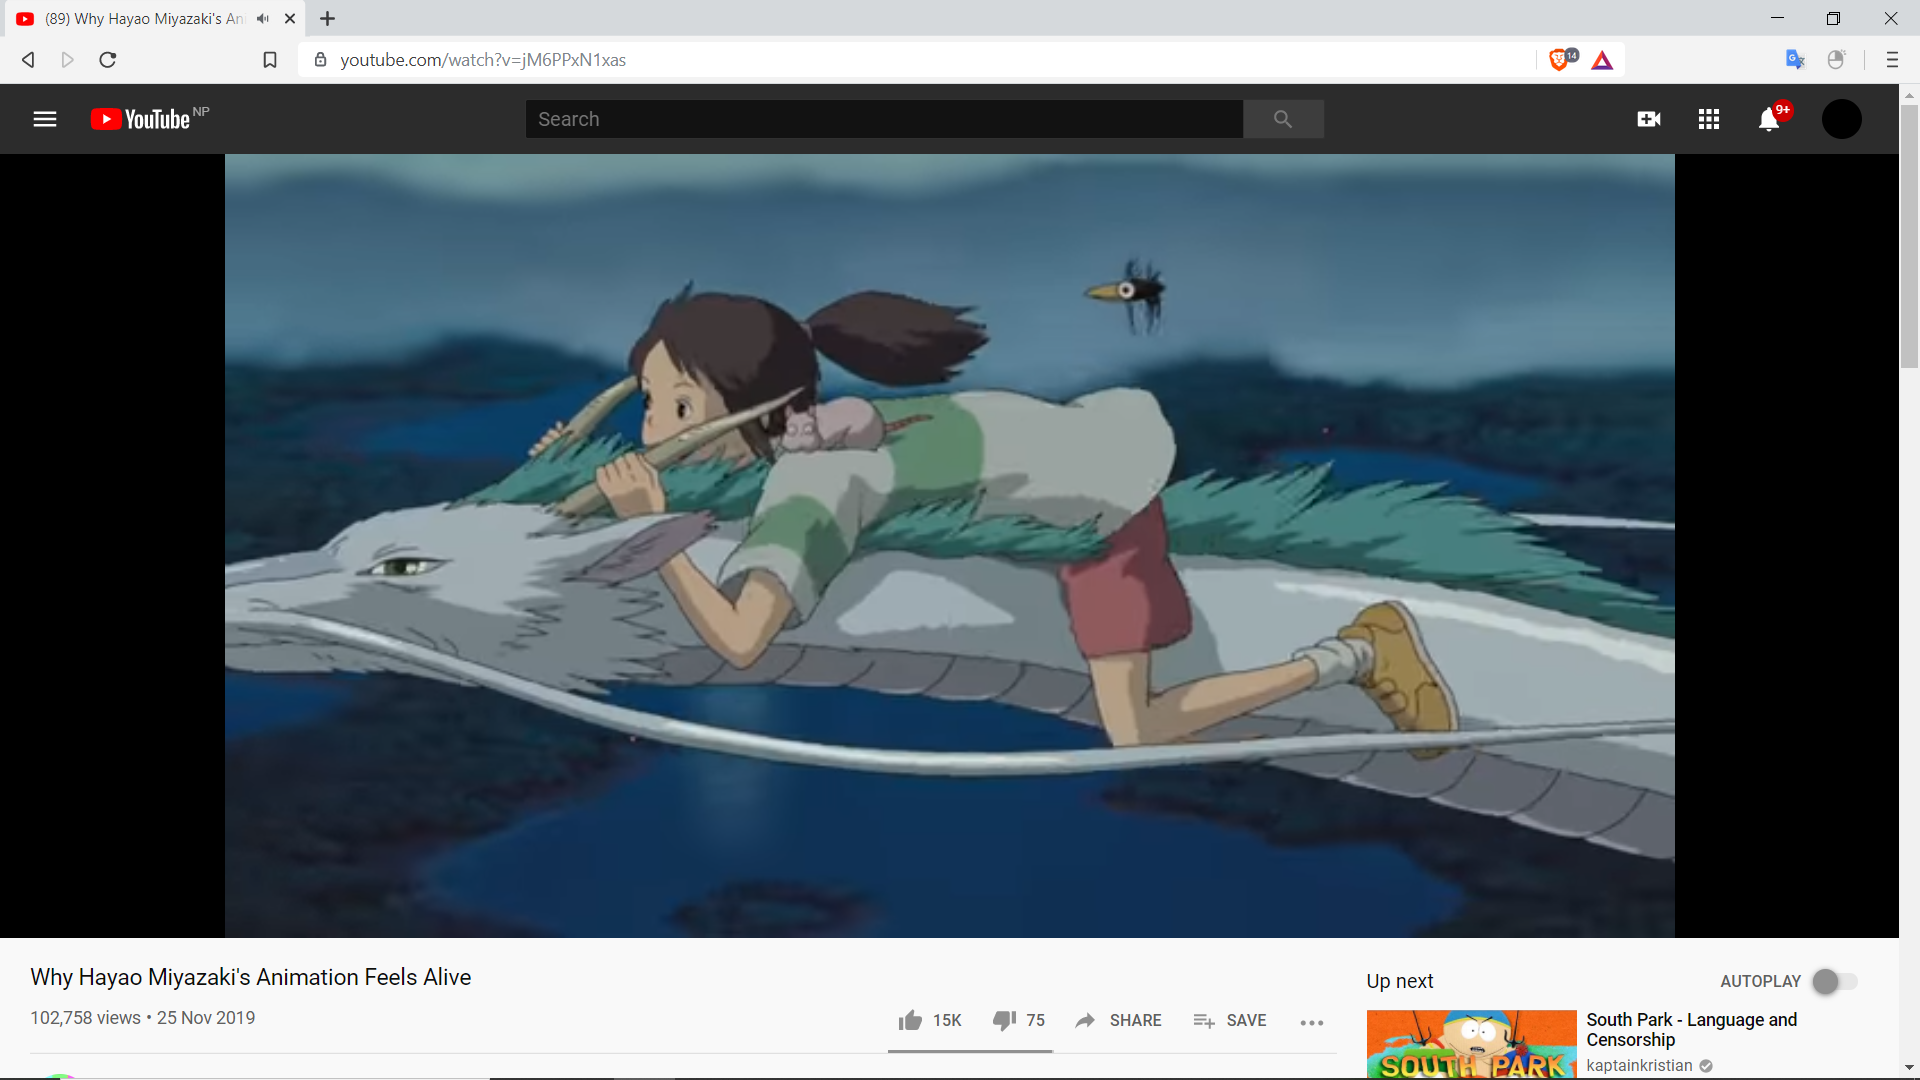 (89) Why Hayao Miyazaki's An
youtube.com/watch?v=jM6PPxN1xas
14
YouTube NP
Search
9+
Why Hayao Miyazaki's Animation Feels Alive
102,758 views • 25 Nov 2019
15K
75
SHARE
SAVE
Up next
AUTOPLAY
SOUTH PARK
South Park - Language and
Censorship
kaptainkristian